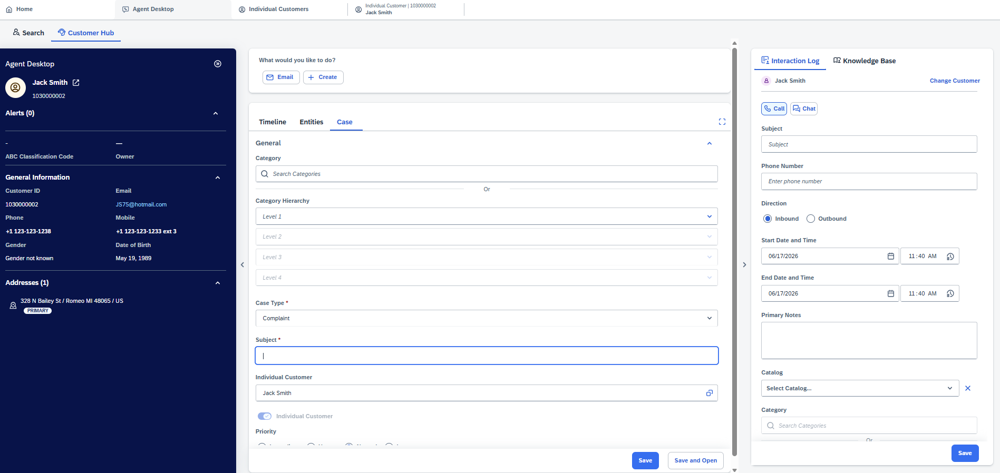 Home
Agent Desktop
Individual Customers
Individual Customer | 1030000002
Jack Smith
Search
Customer Hub
Agent Desktop
Jack Smith
1030000002
Alerts (0)
-
—
ABC Classification Code
Owner
General Information
Customer ID
Email
1030000002
JS75@hotmail.com
Phone
Mobile
+1 123-123-1238
+1 123-123-1233 ext 3
Gender
Date of Birth
Gender not known
May 19, 1989
Addresses (1)
328 N Bailey St / Romeo MI 48065 / US
PRIMARY
What would you like to do?
Email
Create
Timeline
Entities
Case
General
Category
Search Categories
Or
Category Hierarchy
Level 1
Level 2
Level 3
Level 4
Case Type *
Complaint
Subject *
Individual Customer
Jack Smith
Individual Customer
Priority
Save
Save and Open
Interaction Log
Knowledge Base
Jack Smith
Change Customer
Call
Chat
Subject
Subject
Phone Number
Enter phone number
Direction
Inbound
Outbound
Start Date and Time
06/17/2026
11:40 AM
End Date and Time
06/17/2026
11:40 AM
Primary Notes
Catalog
Select Catalog...
Category
Search Categories
Or
Save